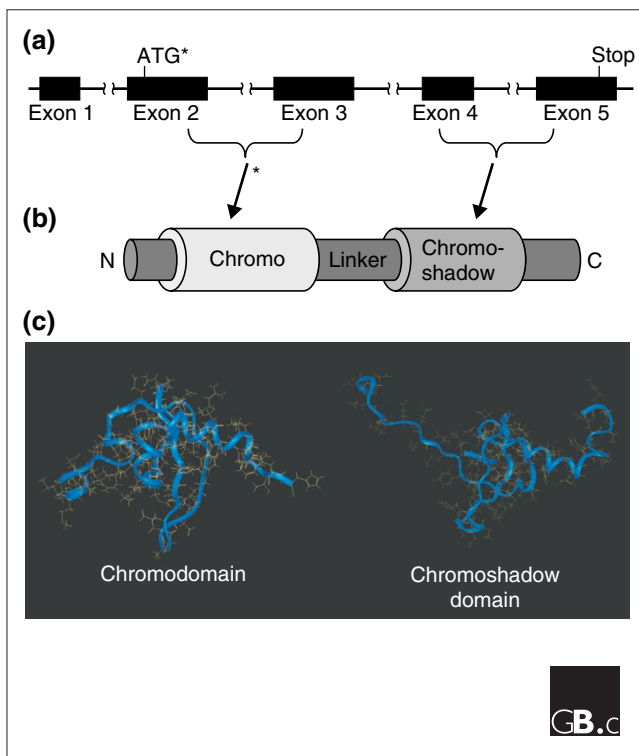 (a)
ATG*
Stop
Exon 1
Exon 2
Exon 3
Exon 4
Exon 5
*
(b)
N
Chromo
Linker
Chromo-
shadow
C
(c)
Chromodomain
Chromoshadow
domain
GB.c